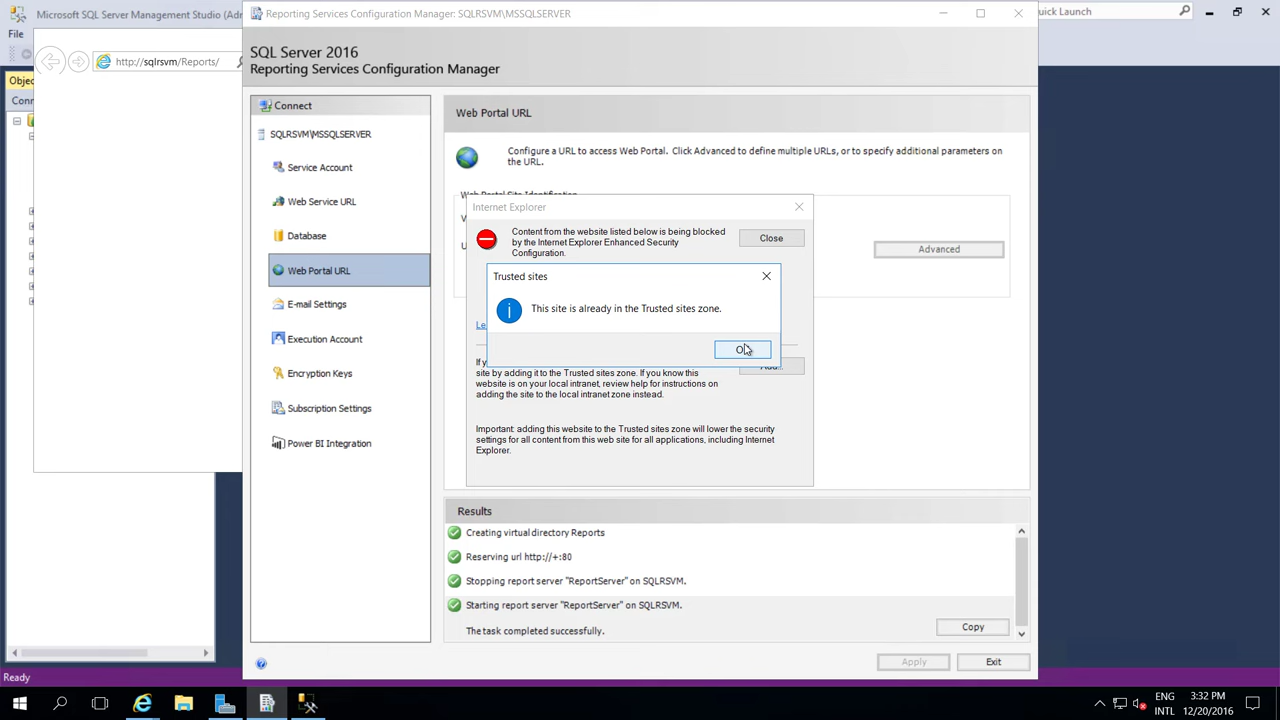 Microsoft SQL Server Management Studio (Ad
Quick Launch
File
http://sqlrsvm/Reports/
Reporting Services Configuration Manager: SQLRSVM\MSSQLSERVER
SQL Server 2016
Reporting Services Configuration Manager
Connect
SQLRSVM\MSSQLSERVER
Service Account
Web Service URL
Database
Web Portal URL
E-mail Settings
Execution Account
Encryption Keys
Subscription Settings
Power BI Integration
Web Portal URL
Configure a URL to access Web Portal. Click Advanced to define multiple URLs, or to specify additional parameters on
the URL.
Web Portal Site Identification
Advanced
Internet Explorer
Content from the website listed below is being blocked
by the Internet Explorer Enhanced Security
Configuration.
Close
Trusted sites
This site is already in the Trusted sites zone.
site by adding it to the Trusted sites zone. If you know this
website is on your local intranet, review help for instructions on
adding the site to the local intranet zone instead.
Add...
Important: adding this website to the Trusted sites zone will lower the security
settings for all content from this web site for all applications, including Internet
Explorer.
Results
Creating virtual directory Reports
Reserving url http://+:80
Stopping report server "ReportServer" on SQLRSVM.
Starting report server "ReportServer" on SQLRSVM.
The task completed successfully.
Copy
Apply
Exit
Ready
ENG
INTL
3:32 PM
12/20/2016